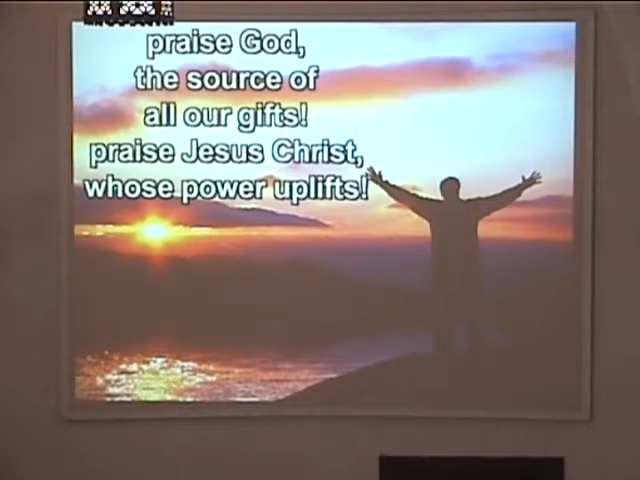 praise God,
the source of
all our gifts!
praise Jesus Christ,
whose power uplifts!